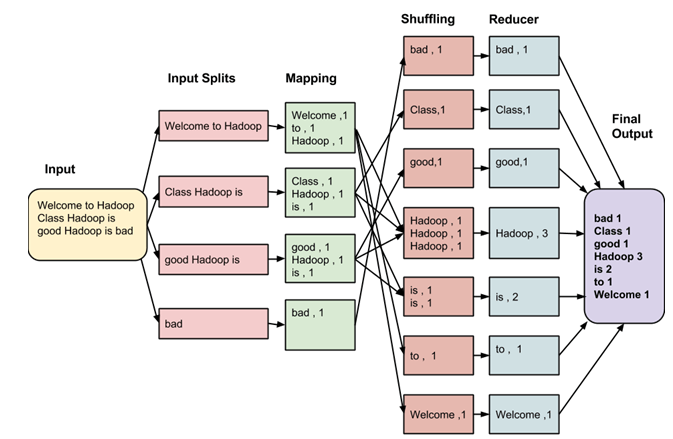 Input
Welcome to Hadoop
Class Hadoop is
good Hadoop is bad
Input Splits
Welcome to Hadoop
Class Hadoop is
good Hadoop is
bad
Mapping
Welcome ,1
to , 1
Hadoop , 1
Class , 1
Hadoop , 1
is , 1
good , 1
Hadoop , 1
is , 1
bad , 1
Shuffling
bad , 1
Class,1
good,1
Hadoop , 1
Hadoop , 1
Hadoop , 1
is , 1
is , 1
to , 1
Welcome ,1
Reducer
bad , 1
Class,1
good,1
Hadoop , 3
is , 2
to , 1
Welcome ,1
Final
Output
bad 1
Class 1
good 1
Hadoop 3
is 2
to 1
Welcome 1